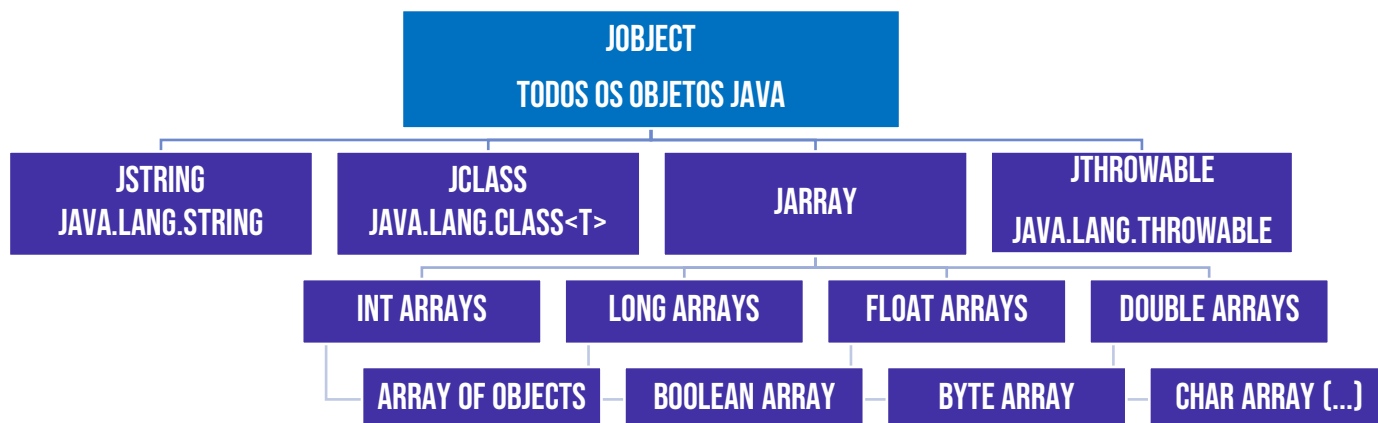 JOBJECT
TODOS OS OBJETOS JAVA
JSTRING
JAVA.LANG.STRING
JCLASS
JAVA.LANG.CLASS<T>
JARRAY
JTHROWABLE
JAVA.LANG.THROWABLE
INT ARRAYS
LONG ARRAYS
FLOAT ARRAYS
DOUBLE ARRAYS
ARRAY OF OBJECTS
BOOLEAN ARRAY
BYTE ARRAY
CHAR ARRAY (...)